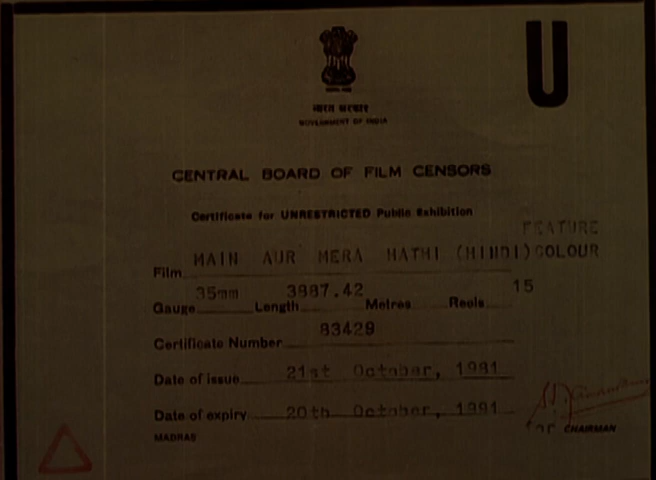 U
भारत सरकार
GOVERNMENT OF INDIA
CENTRAL BOARD OF FILM CENSORS
Certificate for UNRESTRICTED Public Exhibition
FEATURE
Film MAIN AUR MERA HATHI (HINDI) COLOUR
Gauge 35mm Length 3887.42 Metres Reels 15
Certificate Number 83429
Date of issue 21st October, 1981
Date of expiry 20th October, 1991
for CHAIRMAN
MADRAS